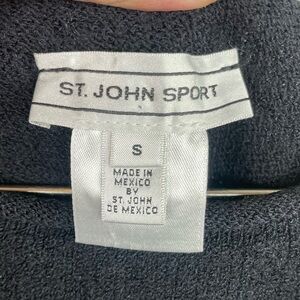 ST. JOHN SPORT
S
MADE IN
MEXICO
BY
ST. JOHN
DE MEXICO